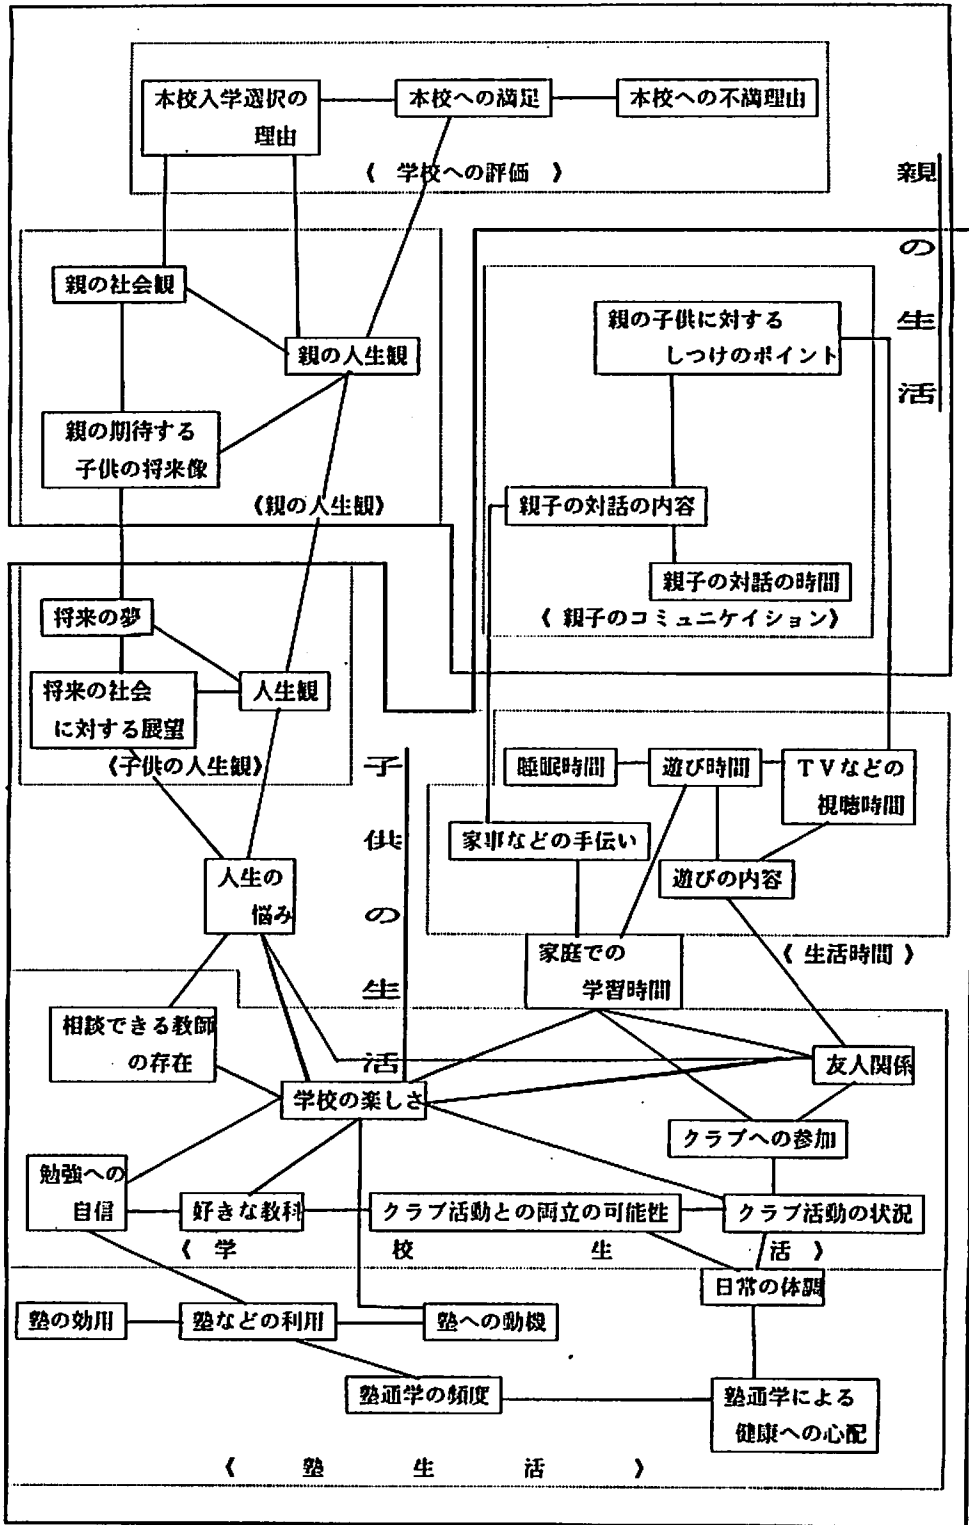 本校入学選択の
理由
本校への満足
本校への不満理由
《 学校への評価 》
親の生活
親の社会観
親の人生観
親の期待する
子供の将来像
《親の人生観》
親の子供に対する
しつけのポイント
親子の対話の内容
親子の対話の時間
《 親子のコミュニケイション》
将来の夢
将来の社会
に対する展望
人生観
《子供の人生観》
子供の生活
睡眠時間
遊び時間
TVなどの
視聴時間
家事などの手伝い
遊びの内容
人生の
悩み
家庭での
学習時間
《 生活時間 》
相談できる教師
の存在
友人関係
学校の楽しさ
クラブへの参加
勉強への
自信
好きな教科
クラブ活動との両立の可能性
クラブ活動の状況
《 学 校 生 活 》
日常の体調
塾の効用
塾などの利用
塾への動機
塾通学の頻度
塾通学による
健康への心配
《 塾 生 活 》